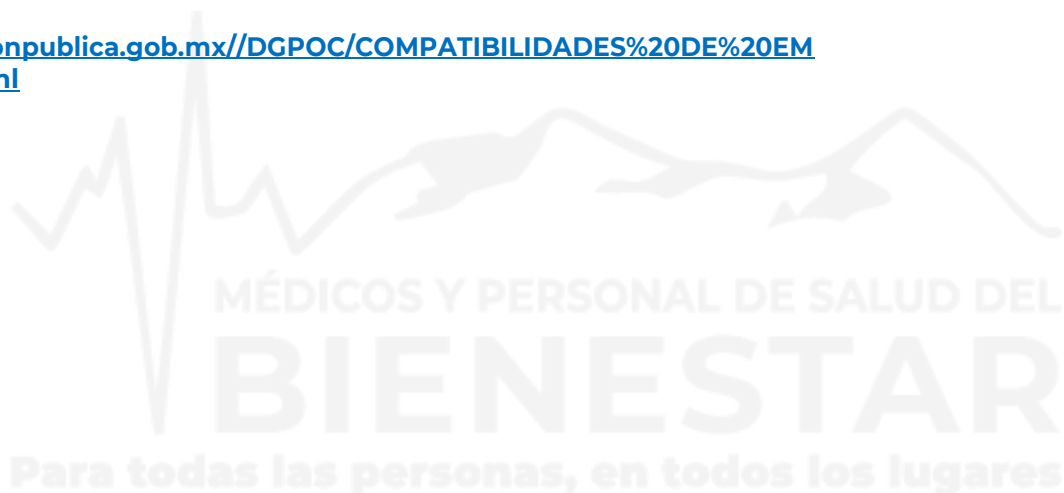 onpublica.gob.mx//DGPOC/COMPATIBILIDADES%20DE%20EM
ml
MÉDICOS Y PERSONAL DE SALUD DEL
BIENESTAR
Para todas las personas, en todos los lugares